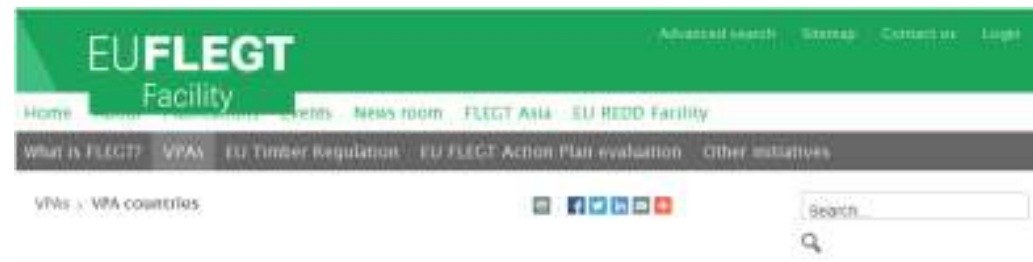 Advanced search Sitemap Contact us Login
EUFLEGT
Facility
Home Events News room FLEGT Asia EU REDD Facility
What is FLEGT? VPAs EU Timber Regulation EU FLEGT Action Plan evaluation Other initiatives
VPAs › VPA countries
Search...